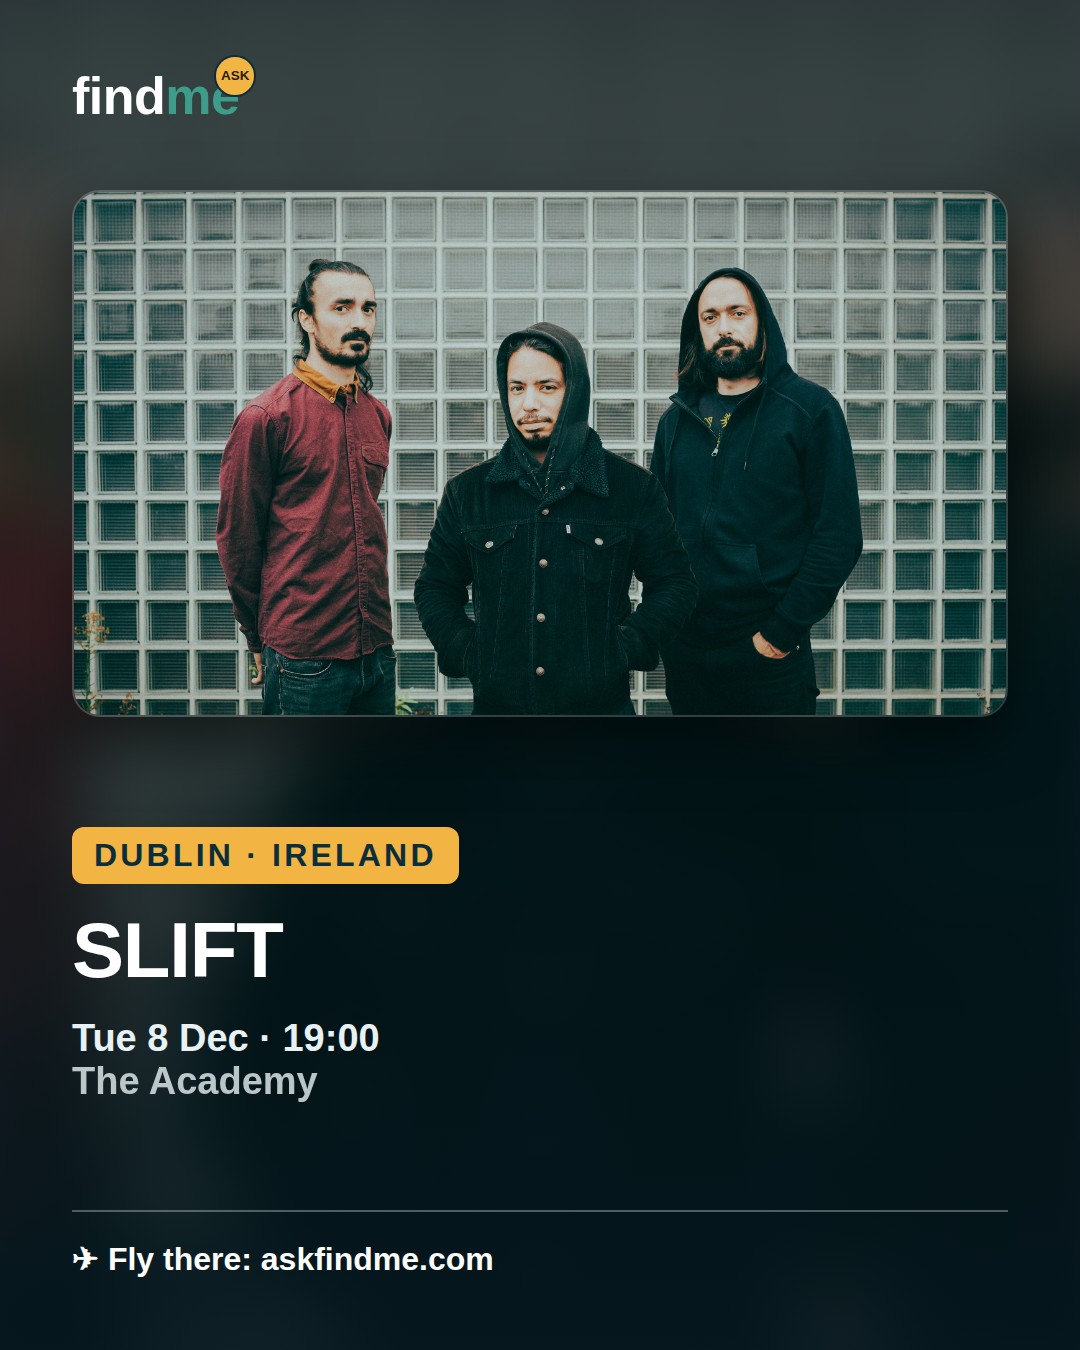 findme
ASK
DUBLIN · IRELAND
SLIFT
Tue 8 Dec · 19:00
The Academy
✈ Fly there: askfindme.com